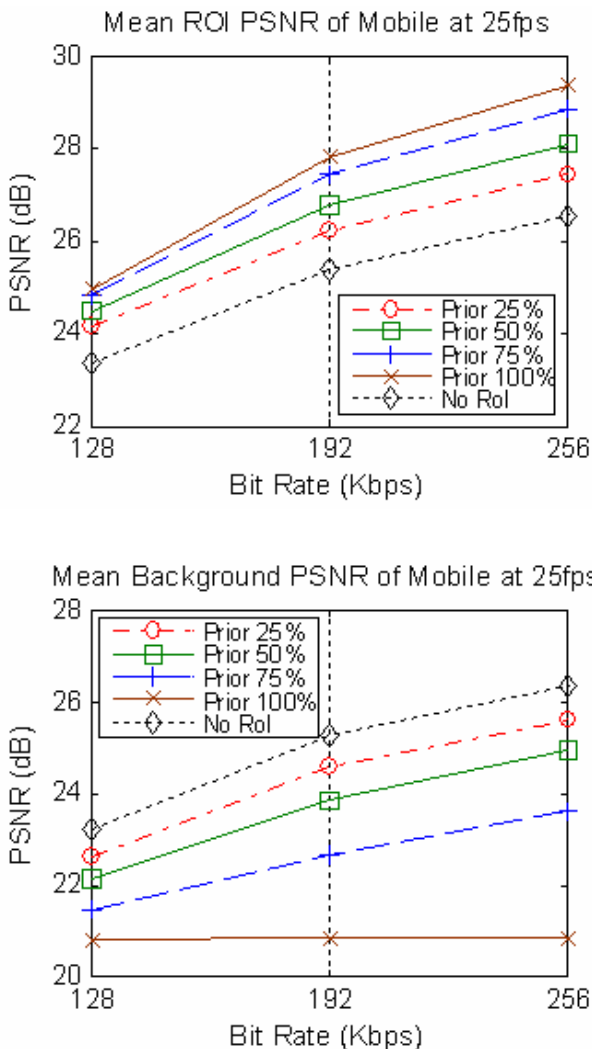 Mean ROI PSNR of Mobile at 25fps
30
28
26
24
22
PSNR (dB)
Prior 25%
Prior 50%
Prior 75%
Prior 100%
No RoI
128 192 256
Bit Rate (Kbps)
Mean Background PSNR of Mobile at 25fps
28
26
24
22
20
PSNR (dB)
Prior 25%
Prior 50%
Prior 75%
Prior 100%
No RoI
128 192 256
Bit Rate (Kbps)